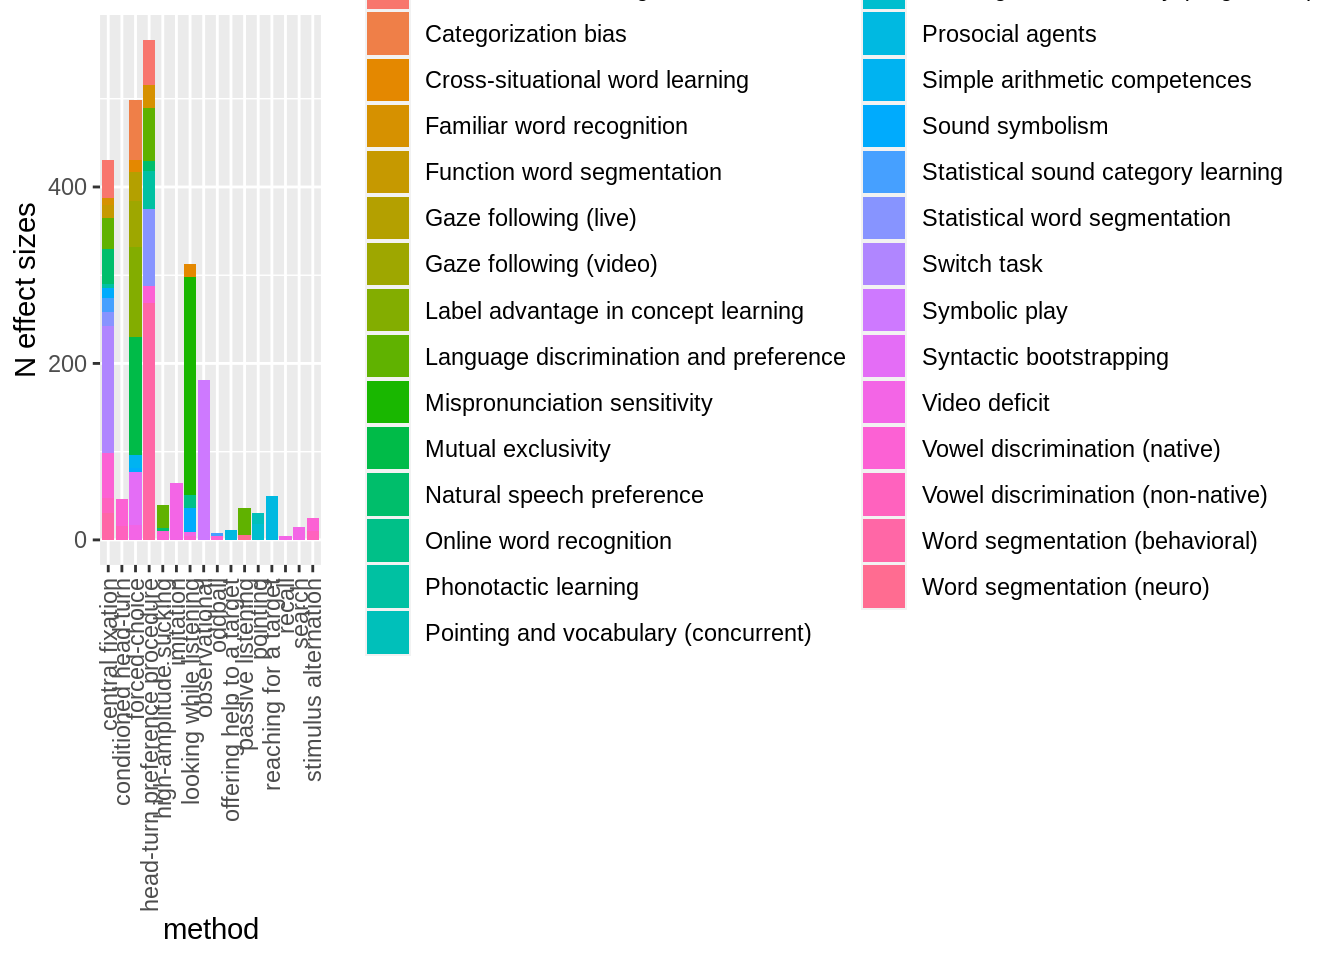 N effect sizes
400
200
0
central fixation
conditioned head-turn
forced-choice
head-turn preference procedure
high-amplitude sucking
imitation
looking while listening
observational
oddball
offering help to a target
passive listening
pointing
reaching for a target
recall
search
stimulus alternation
method
Categorization bias
Cross-situational word learning
Familiar word recognition
Function word segmentation
Gaze following (live)
Gaze following (video)
Label advantage in concept learning
Language discrimination and preference
Mispronunciation sensitivity
Mutual exclusivity
Natural speech preference
Online word recognition
Phonotactic learning
Pointing and vocabulary (concurrent)
Prosocial agents
Simple arithmetic competences
Sound symbolism
Statistical sound category learning
Statistical word segmentation
Switch task
Symbolic play
Syntactic bootstrapping
Video deficit
Vowel discrimination (native)
Vowel discrimination (non-native)
Word segmentation (behavioral)
Word segmentation (neuro)